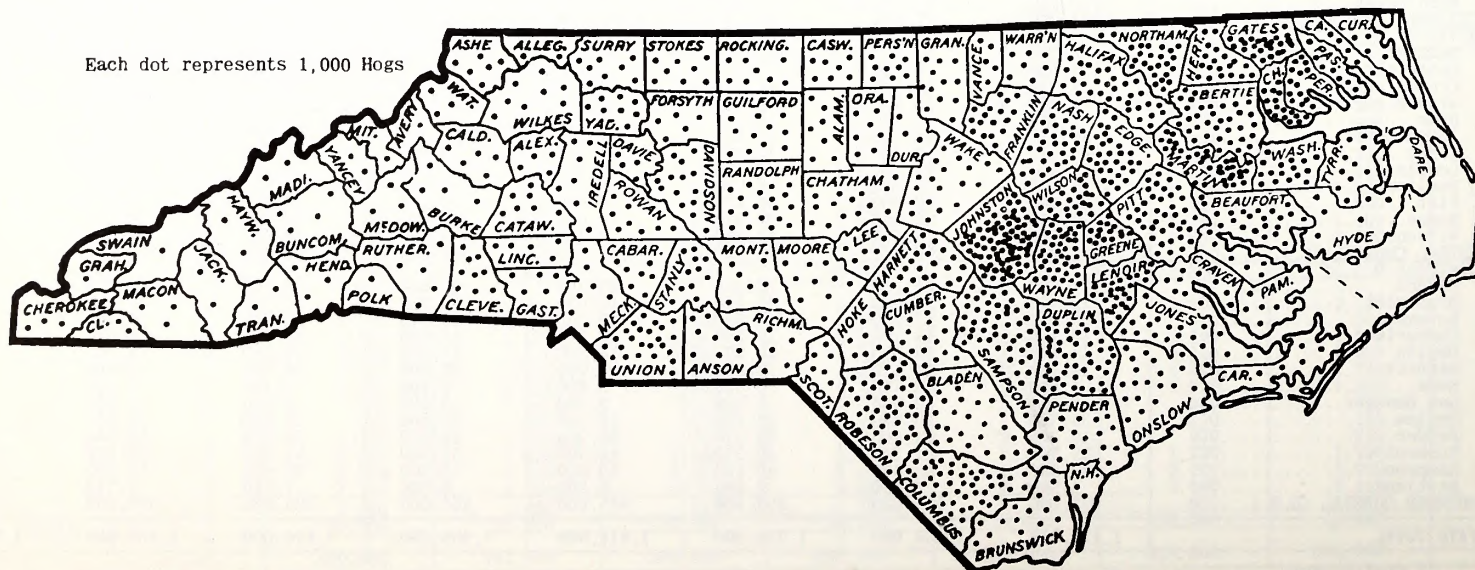 Each dot represents 1,000 Hogs
ASHE
ALLEG.
SURRY
STOKES
ROCKING.
CASW.
PERS'N
GRAN.
VANCE
WARR'N
HALIFAX
NORTHAM.
HER.
GATES
CA.
CUR.
PAS.
PER.
CH.
BERTIE
WAT.
WILKES
YAD.
FORSYTH
GUILFORD
ALAM.
ORA.
DUR.
WAKE
FRANKLIN
NASH
EDGE.
MARTIN
WASH.
TYRR.
DARE
MIT.
AVERY
CALD.
ALEX.
IREDELL
DAVIE
DAVIDSON
RANDOLPH
CHATHAM
JOHNSTON
WILSON
PITT
BEAUFORT
HYDE
MADI.
YANCEY
BURKE
CATAW.
ROWAN
HAYW.
BUNCOM.
McDOW.
SWAIN
GRAH.
JACK.
HEND.
RUTHER.
LINC.
CABAR.
STANLY
MONT.
MOORE
LEE
HARNETT
WAYNE
GREENE
LENOIR
CRAVEN
PAM.
CHEROKEE
MACON
CL.
TRAN.
POLK
CLEVE.
GAST.
MECK.
UNION
ANSON
RICHM.
HOKE
CUMBER.
SIMPSON
DUPLIN
JONES
CAR.
SCOT.
ROBESON
BLADEN
PENDER
ONSLOW
COLUMBUS
N.H.
BRUNSWICK